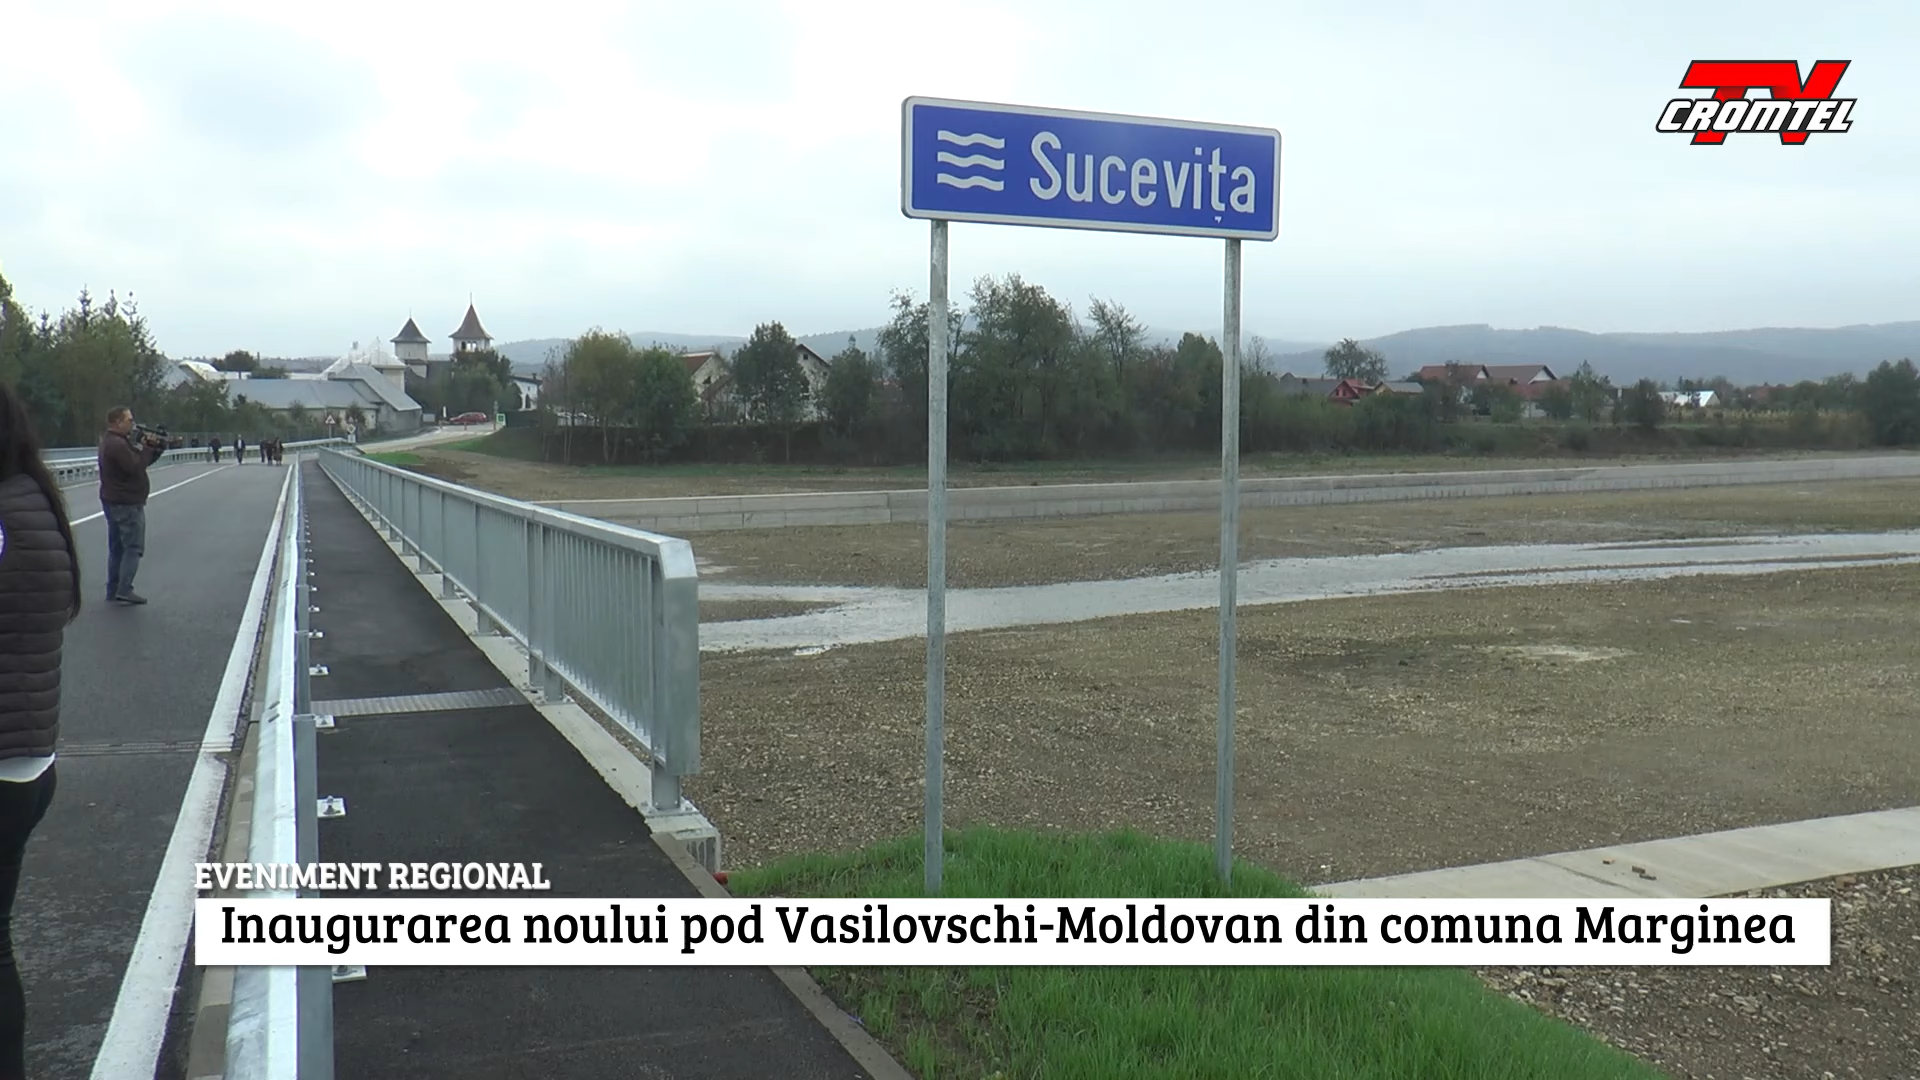 TV
CROMTEL
Sucevița
EVENIMENT REGIONAL
Inaugurarea noului pod Vasilovschi-Moldovan din comuna Marginea